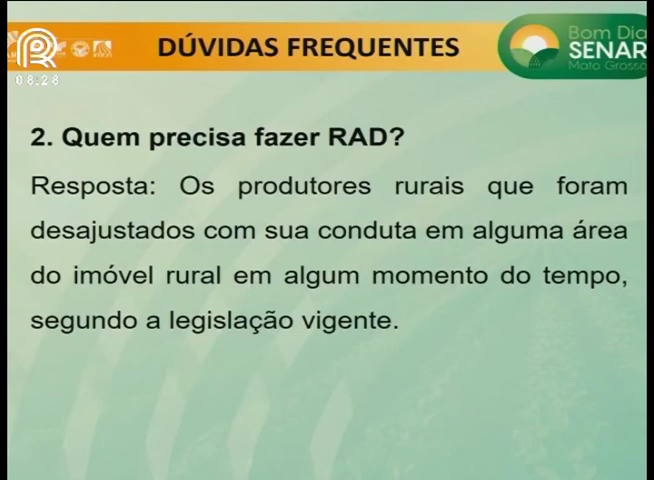 DÚVIDAS FREQUENTES
Bom Dia
SENAR
Mato Grosso
08:28
2. Quem precisa fazer RAD?
Resposta: Os produtores rurais que foram
desajustados com sua conduta em alguma área
do imóvel rural em algum momento do tempo,
segundo a legislação vigente.